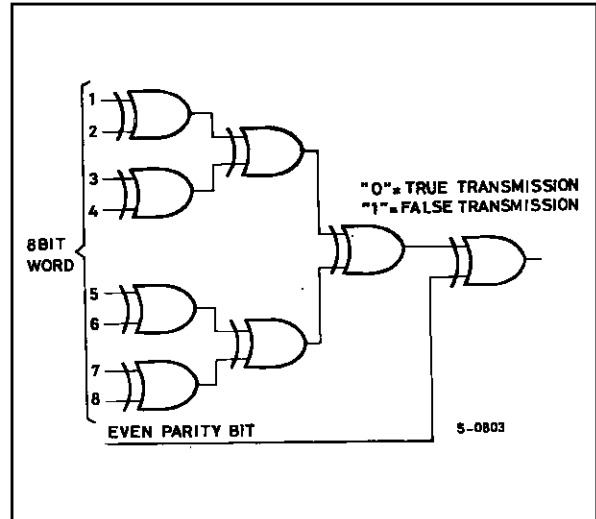 1
2
3
4
"0"= TRUE TRANSMISSION
"1"= FALSE TRANSMISSION
8BIT
WORD
5
6
7
8
EVEN PARITY BIT
S-0803